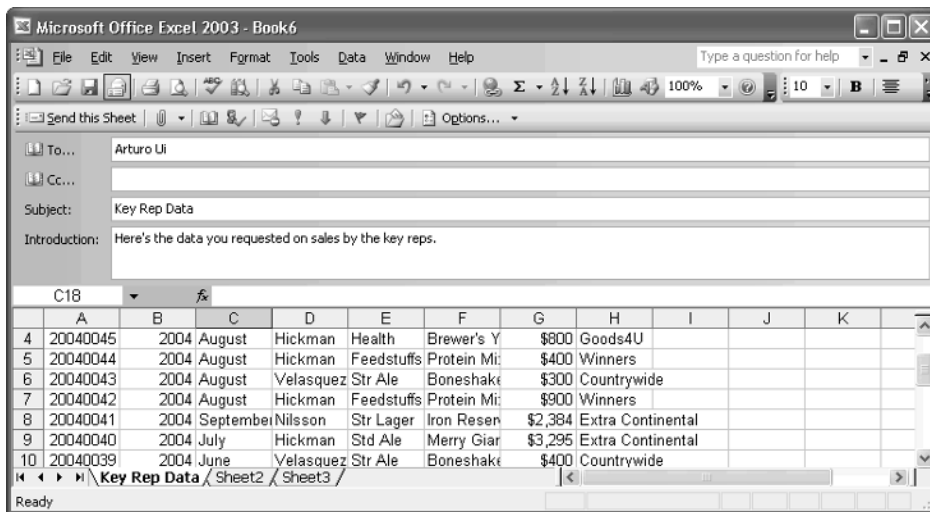 Microsoft Office Excel 2003 - Book6
File Edit View Insert Format Tools Data Window Help Type a question for help
ABC Σ A Z Z A 100% 10 B
Send this Sheet Options...
To... Arturo Ui
Cc...
Subject: Key Rep Data
Introduction: Here's the data you requested on sales by the key reps.
C18 fx
A B C D E F G H I J K
4 20040045 2004 August Hickman Health Brewer's Y $800 Goods4U
5 20040044 2004 August Hickman Feedstuffs Protein Mi $400 Winners
6 20040043 2004 August Velasquez Str Ale Boneshake $300 Countrywide
7 20040042 2004 August Hickman Feedstuffs Protein Mi $900 Winners
8 20040041 2004 September Nilsson Str Lager Iron Reser $2,384 Extra Continental
9 20040040 2004 July Hickman Std Ale Merry Giar $3,295 Extra Continental
10 20040039 2004 June Velasquez Str Ale Boneshake $400 Countrywide
Key Rep Data Sheet2 Sheet3
Ready